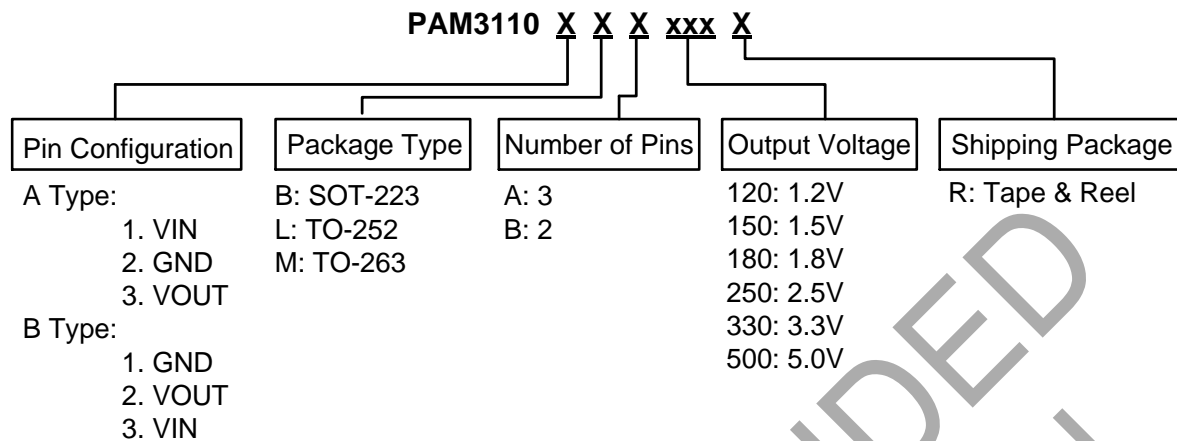 PAM3110 X X X xxx X
Pin Configuration
A Type:
1. VIN
2. GND
3. VOUT
B Type:
1. GND
2. VOUT
3. VIN
Package Type
B: SOT-223
L: TO-252
M: TO-263
Number of Pins
A: 3
B: 2
Output Voltage
120: 1.2V
150: 1.5V
180: 1.8V
250: 2.5V
330: 3.3V
500: 5.0V
Shipping Package
R: Tape & Reel